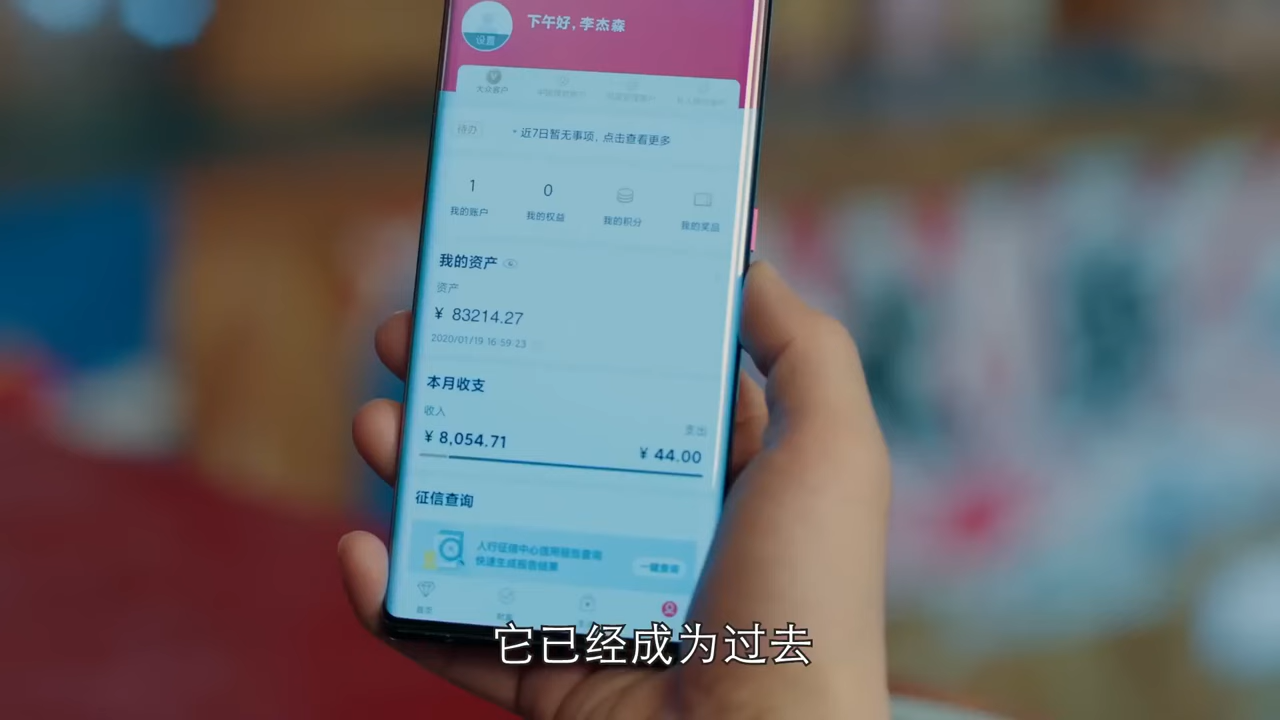 下午好，李杰森
设置
大众客户
待办
近7日暂无事项，点击查看更多
1
0
我的账户
我的权益
我的积分
我的奖品
我的资产
资产
¥ 83214.27
2020/01/19 16:59:23
本月收支
收入
支出
¥ 8,054.71
¥ 44.00
征信查询
人行征信中心信用报告查询
快速生成报告结果
一键查询
它已经成为过去